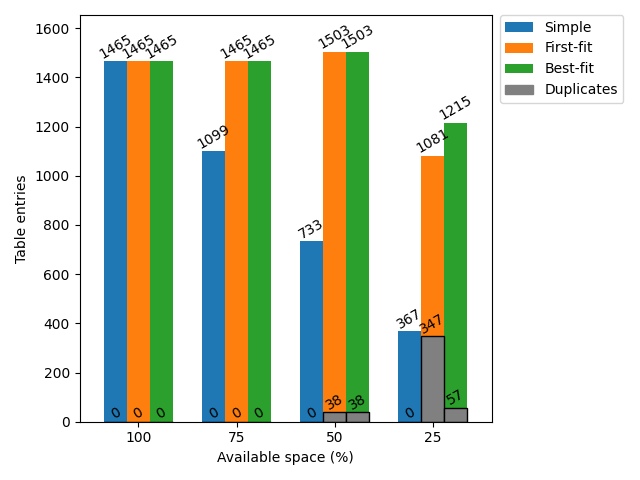 Simple
First-fit
Best-fit
Duplicates
Table entries
1600
1400
1200
1000
800
600
400
200
0
1465 1465 1465
1099 1465 1465
733 1503 1503
367 1081 1215
0 0 0
0 0 0
0 38 38
0 347 57
100 75 50 25
Available space (%)